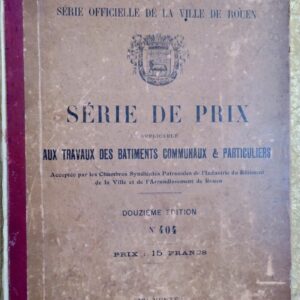 SÉRIE OFFICIELLE DE LA VILLE DE ROUEN
SÉRIE DE PRIX
APPLICABLE
AUX TRAVAUX DES BATIMENTS COMMUNAUX & PARTICULIERS
Acceptée par les Chambres Syndicales Patronales de l'Industrie du Bâtiment
de la Ville et de l'Arrondissement de Rouen
DOUZIÈME ÉDITION
N° 404
PRIX : 15 FRANCS